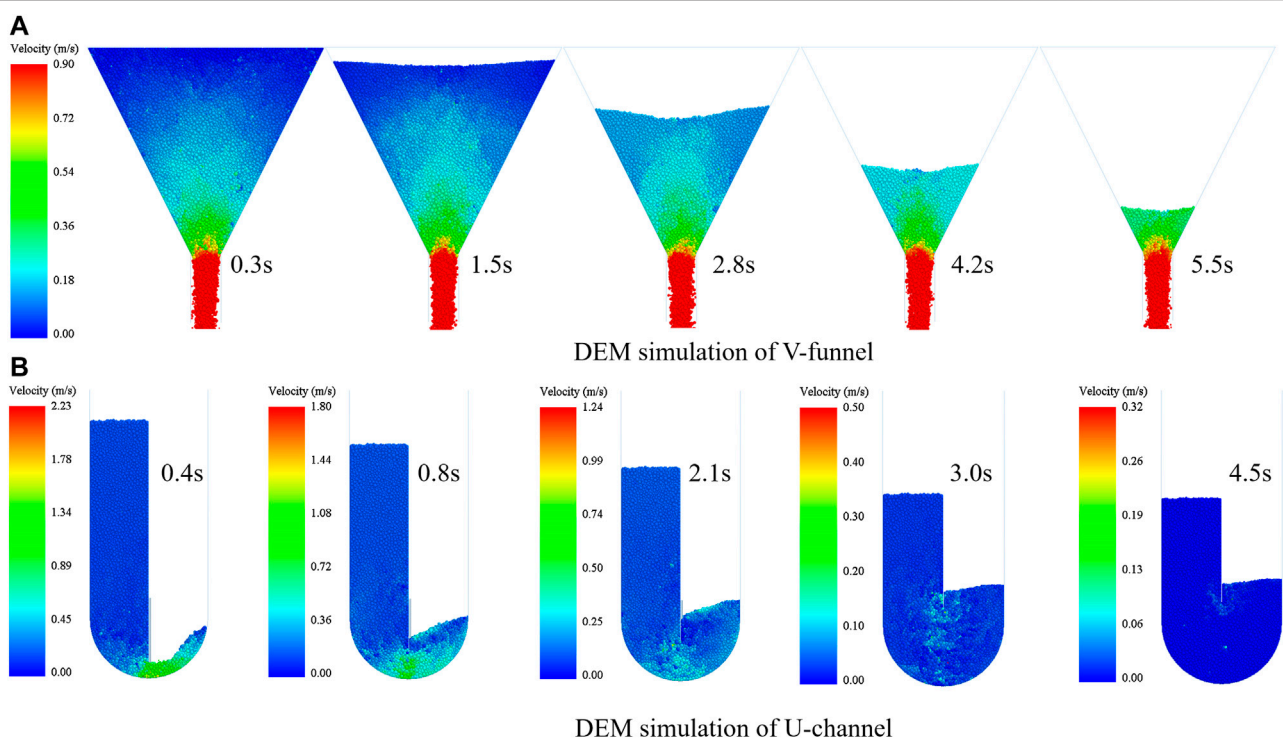 A
Velocity (m/s)
0.90
0.72
0.54
0.36
0.18
0.00
0.3s
1.5s
2.8s
4.2s
5.5s
DEM simulation of V-funnel
B
Velocity (m/s)
2.23
1.78
1.34
0.89
0.45
0.00
0.4s
Velocity (m/s)
1.80
1.44
1.08
0.72
0.36
0.00
0.8s
Velocity (m/s)
1.24
0.99
0.74
0.50
0.25
0.00
2.1s
Velocity (m/s)
0.50
0.40
0.30
0.20
0.10
0.00
3.0s
Velocity (m/s)
0.32
0.26
0.19
0.13
0.06
0.00
4.5s
DEM simulation of U-channel